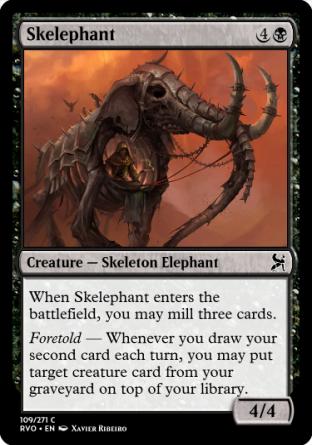 Skelephant 4
Creature — Skeleton Elephant
When Skelephant enters the
battlefield, you may mill three cards.
Foretold — Whenever you draw your
second card each turn, you may put
target creature card from your
graveyard on top of your library.
4/4
109/271 C
RVO • EN Xavier Ribeiro